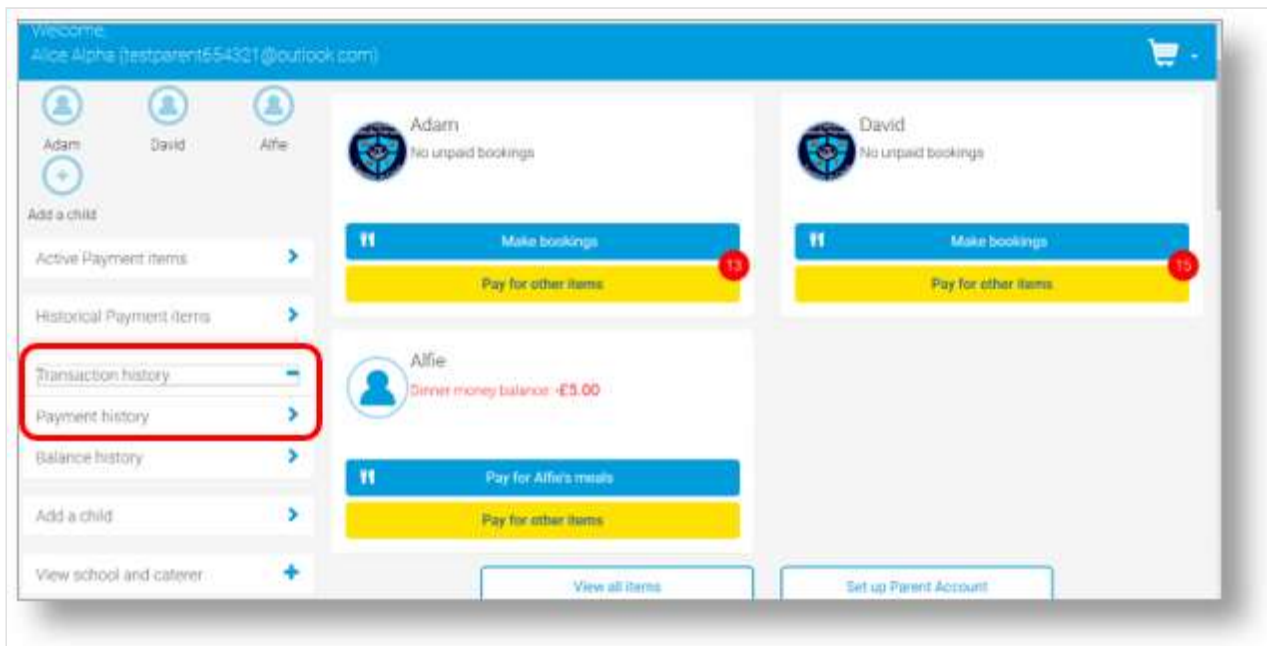 Welcome,
Alice Alpha (testparent654321@outlook.com)
Adam
David
Alfie
Add a child
Active Payment items
Historical Payment items
Transaction history
Payment history
Balance history
Add a child
View school and caterer
Adam
No unpaid bookings
Make bookings
13
Pay for other items
David
No unpaid bookings
Make bookings
15
Pay for other items
Alfie
Dinner money balance: -£5.00
Pay for Alfie's meals
Pay for other items
View all items
Set up Parent Account